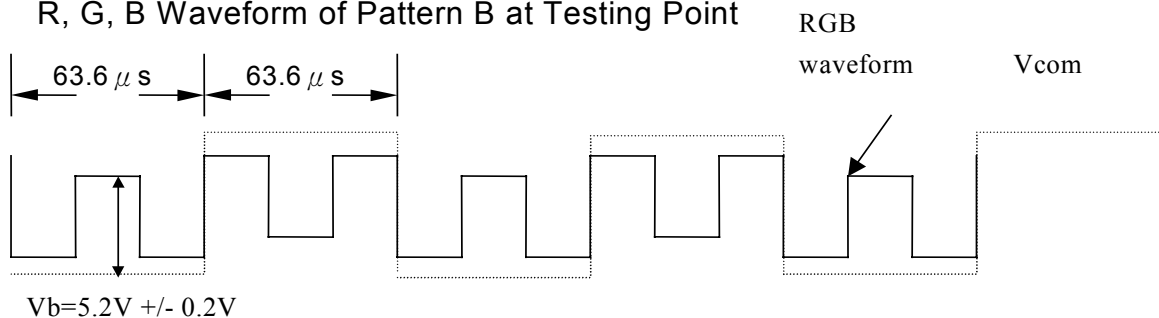 R, G, B Waveform of Pattern B at Testing Point
RGB
waveform
Vcom
63.6 μ s
63.6 μ s
Vb=5.2V +/- 0.2V